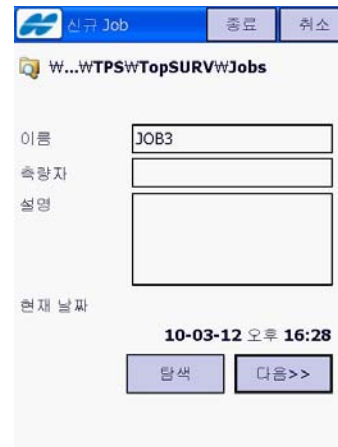 신규 Job 종료 취소
₩...₩TPS₩TopSURV₩Jobs
이름 JOB3
측량자
설명
현재 날짜
10-03-12 오후 16:28
탐색 다음>>